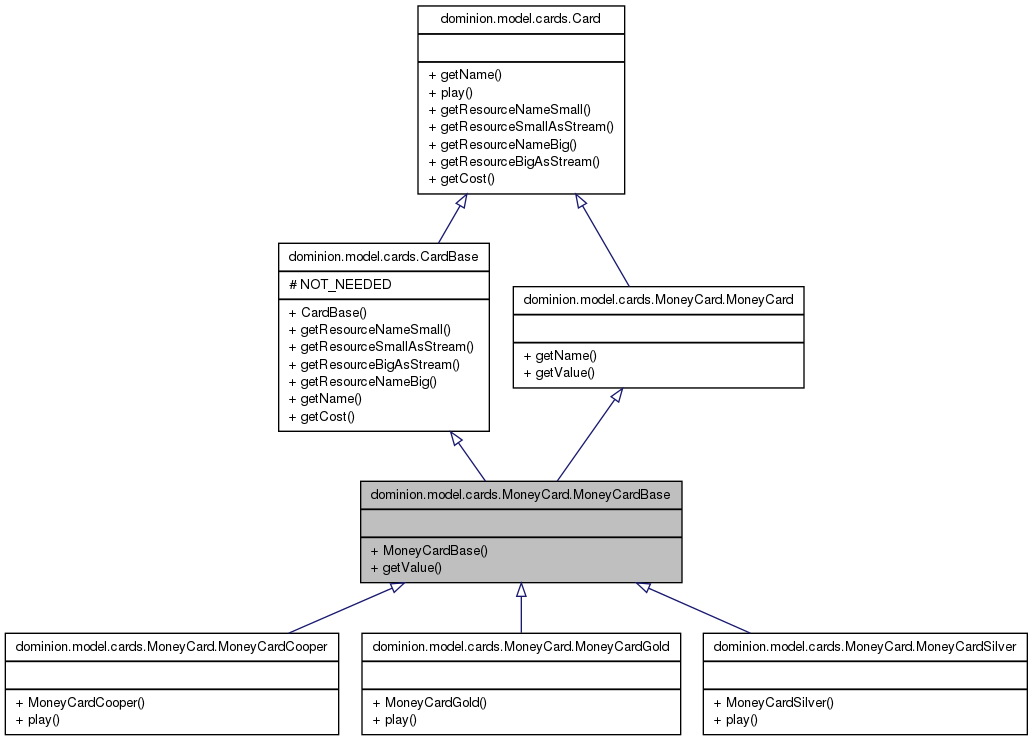 dominion.model.cards.Card
+ getName()
+ play()
+ getResourceNameSmall()
+ getResourceSmallAsStream()
+ getResourceNameBig()
+ getResourceBigAsStream()
+ getCost()
dominion.model.cards.CardBase
# NOT_NEEDED
+ CardBase()
+ getResourceNameSmall()
+ getResourceSmallAsStream()
+ getResourceBigAsStream()
+ getResourceNameBig()
+ getName()
+ getCost()
dominion.model.cards.MoneyCard.MoneyCard
+ getName()
+ getValue()
dominion.model.cards.MoneyCard.MoneyCardBase
+ MoneyCardBase()
+ getValue()
dominion.model.cards.MoneyCard.MoneyCardCooper
+ MoneyCardCooper()
+ play()
dominion.model.cards.MoneyCard.MoneyCardGold
+ MoneyCardGold()
+ play()
dominion.model.cards.MoneyCard.MoneyCardSilver
+ MoneyCardSilver()
+ play()